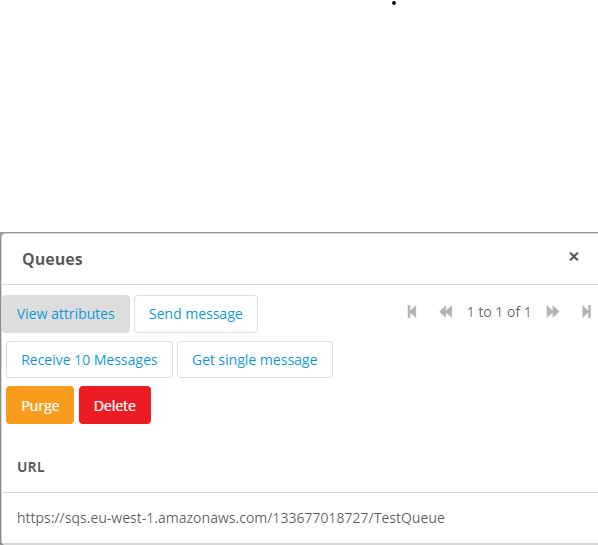 Queues ×
View attributes Send message 1 to 1 of 1
Receive 10 Messages Get single message
Purge Delete
URL
https://sqs.eu-west-1.amazonaws.com/133677018727/TestQueue